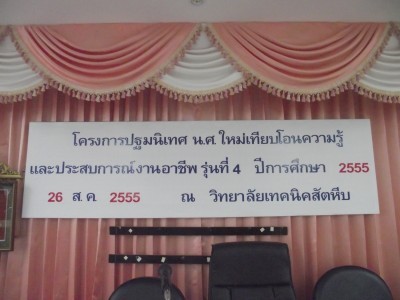 โครงการปฐมนิเทศ น.ศ.ใหม่เทียบโอนความรู้
และประสบการณ์งานอาชีพ รุ่นที่ 4 ปีการศึกษา 2555
26 ส.ค. 2555 ณ วิทยาลัยเทคนิคสัตหีบ